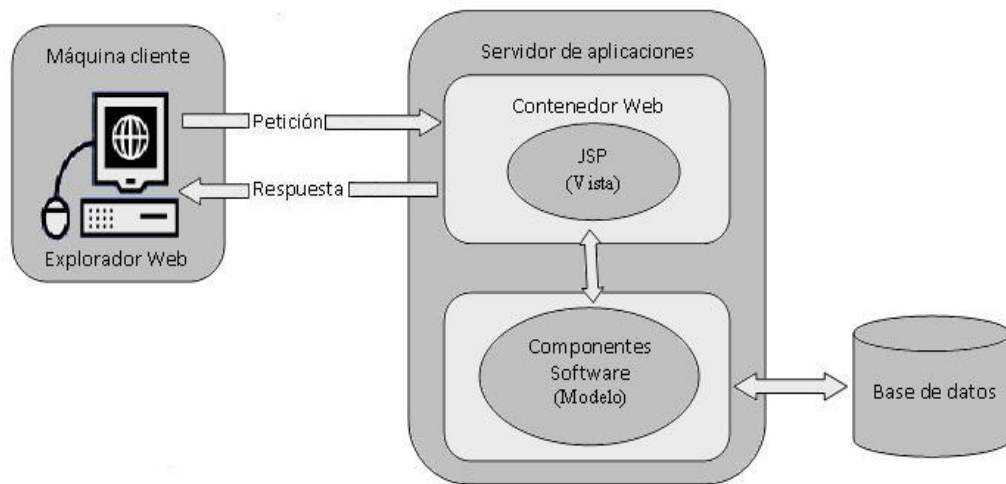 Máquina cliente
Explorador Web
Petición
Respuesta
Servidor de aplicaciones
Contenedor Web
JSP
(Vista)
Componentes
Software
(Modelo)
Base de datos